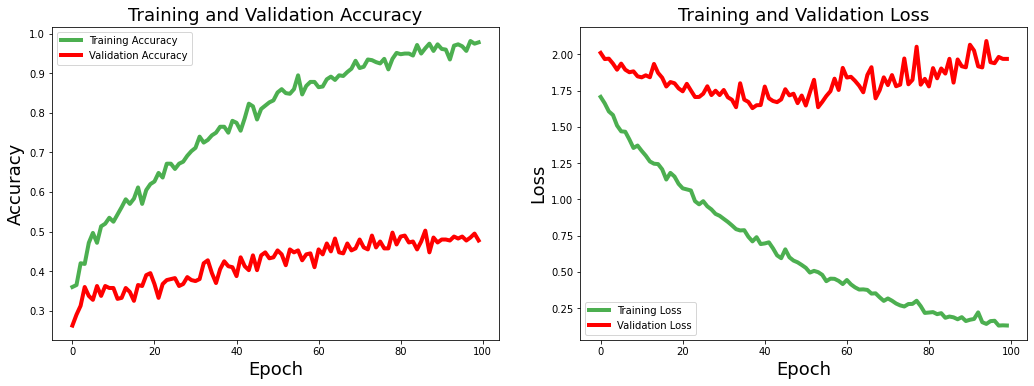 Training and Validation Accuracy
Training Accuracy
Validation Accuracy
1.0
0.9
0.8
0.7
0.6
0.5
0.4
0.3
Accuracy
0
20
40
60
80
100
Epoch
Training and Validation Loss
2.00
1.75
1.50
1.25
1.00
0.75
0.50
0.25
Loss
Training Loss
Validation Loss
0
20
40
60
80
100
Epoch